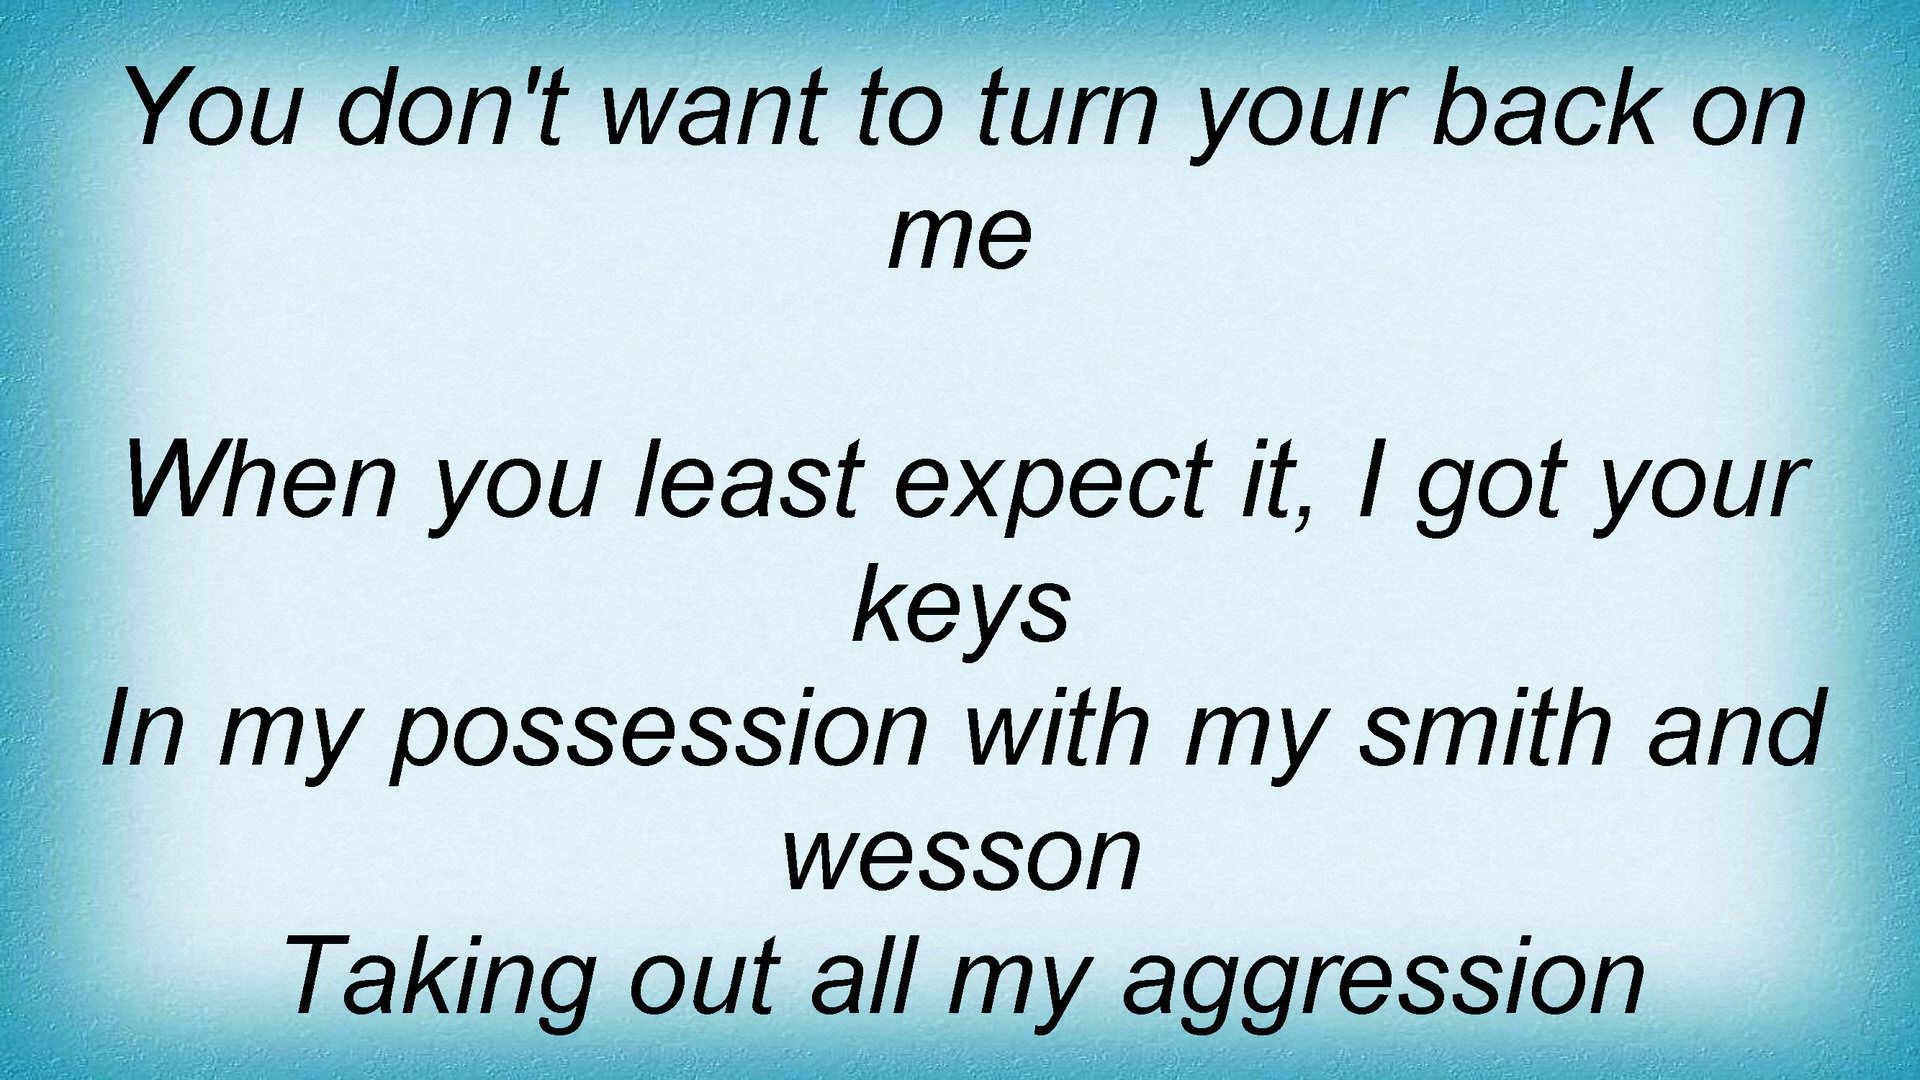 You don't want to turn your back on
me
When you least expect it, I got your
keys
In my possession with my smith and
wesson
Taking out all my aggression